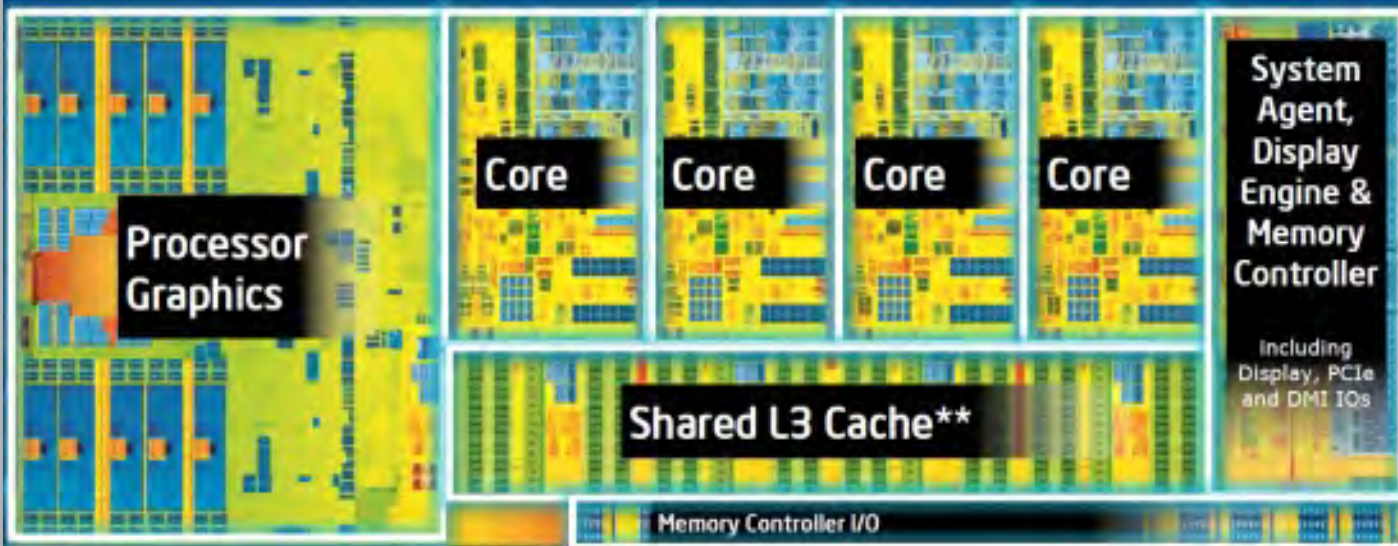 Processor
Graphics
Core
Core
Core
Core
System
Agent,
Display
Engine &
Memory
Controller
including
Display, PCIe
and DMI IOs
Shared L3 Cache**
Memory Controller I/O